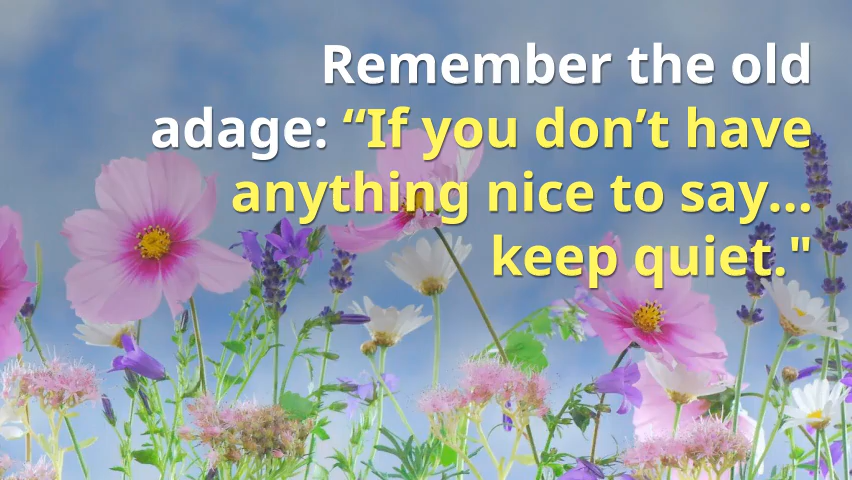 Remember the old
adage: “If you don’t have
anything nice to say...
keep quiet."